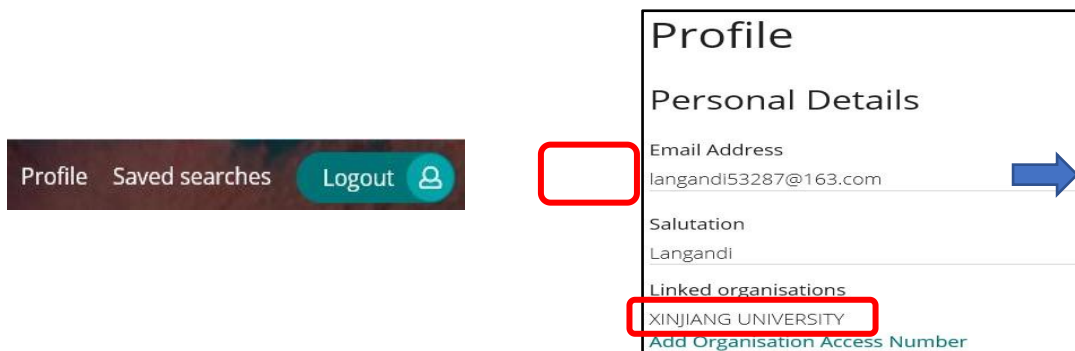 Profile Saved searches Logout
Profile
Personal Details
Email Address
langandi53287@163.com
Salutation
Langandi
Linked organisations
XINJIANG UNIVERSITY
Add Organisation Access Number